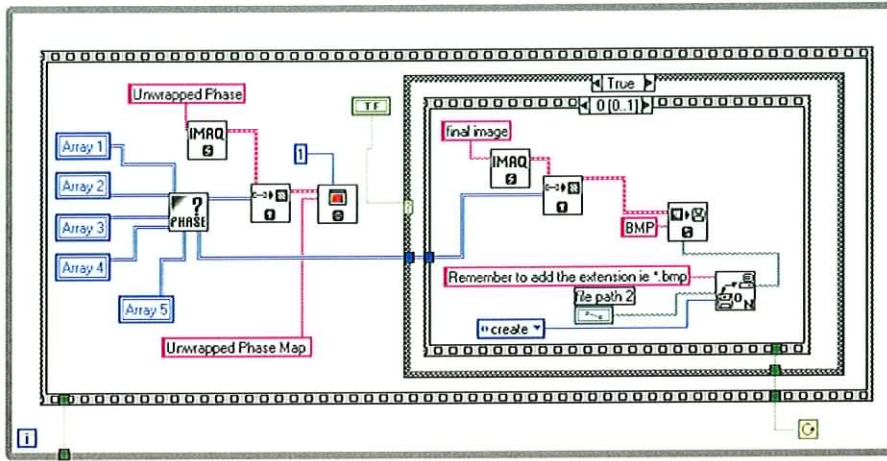 True
0 [0..1]
Unwrapped Phase
TF
final image
IMAQ
1
IMAQ
Array 1
Array 2
?
PHASE
BMP
Array 3
Array 4
Remember to add the extension ie *.bmp
file path 2
Array 5
create
Unwrapped Phase Map
i